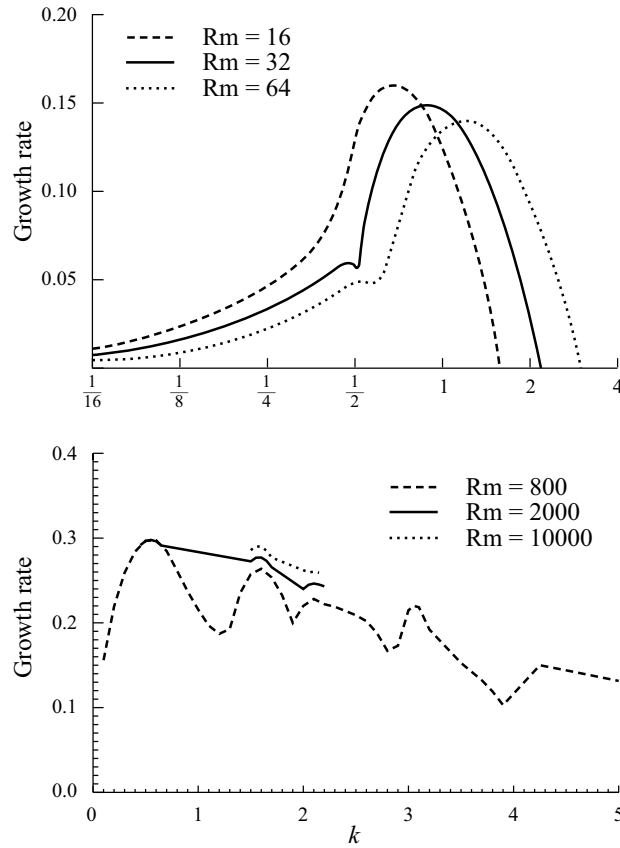 0.20
Rm = 16
Rm = 32
Rm = 64
0.15
Growth rate
0.10
0.05
1/16 1/8 1/4 1/2 1 2 4
0.4
Rm = 800
Rm = 2000
Rm = 10000
0.3
Growth rate
0.2
0.1
0.0
0 1 2 3 4 5
k